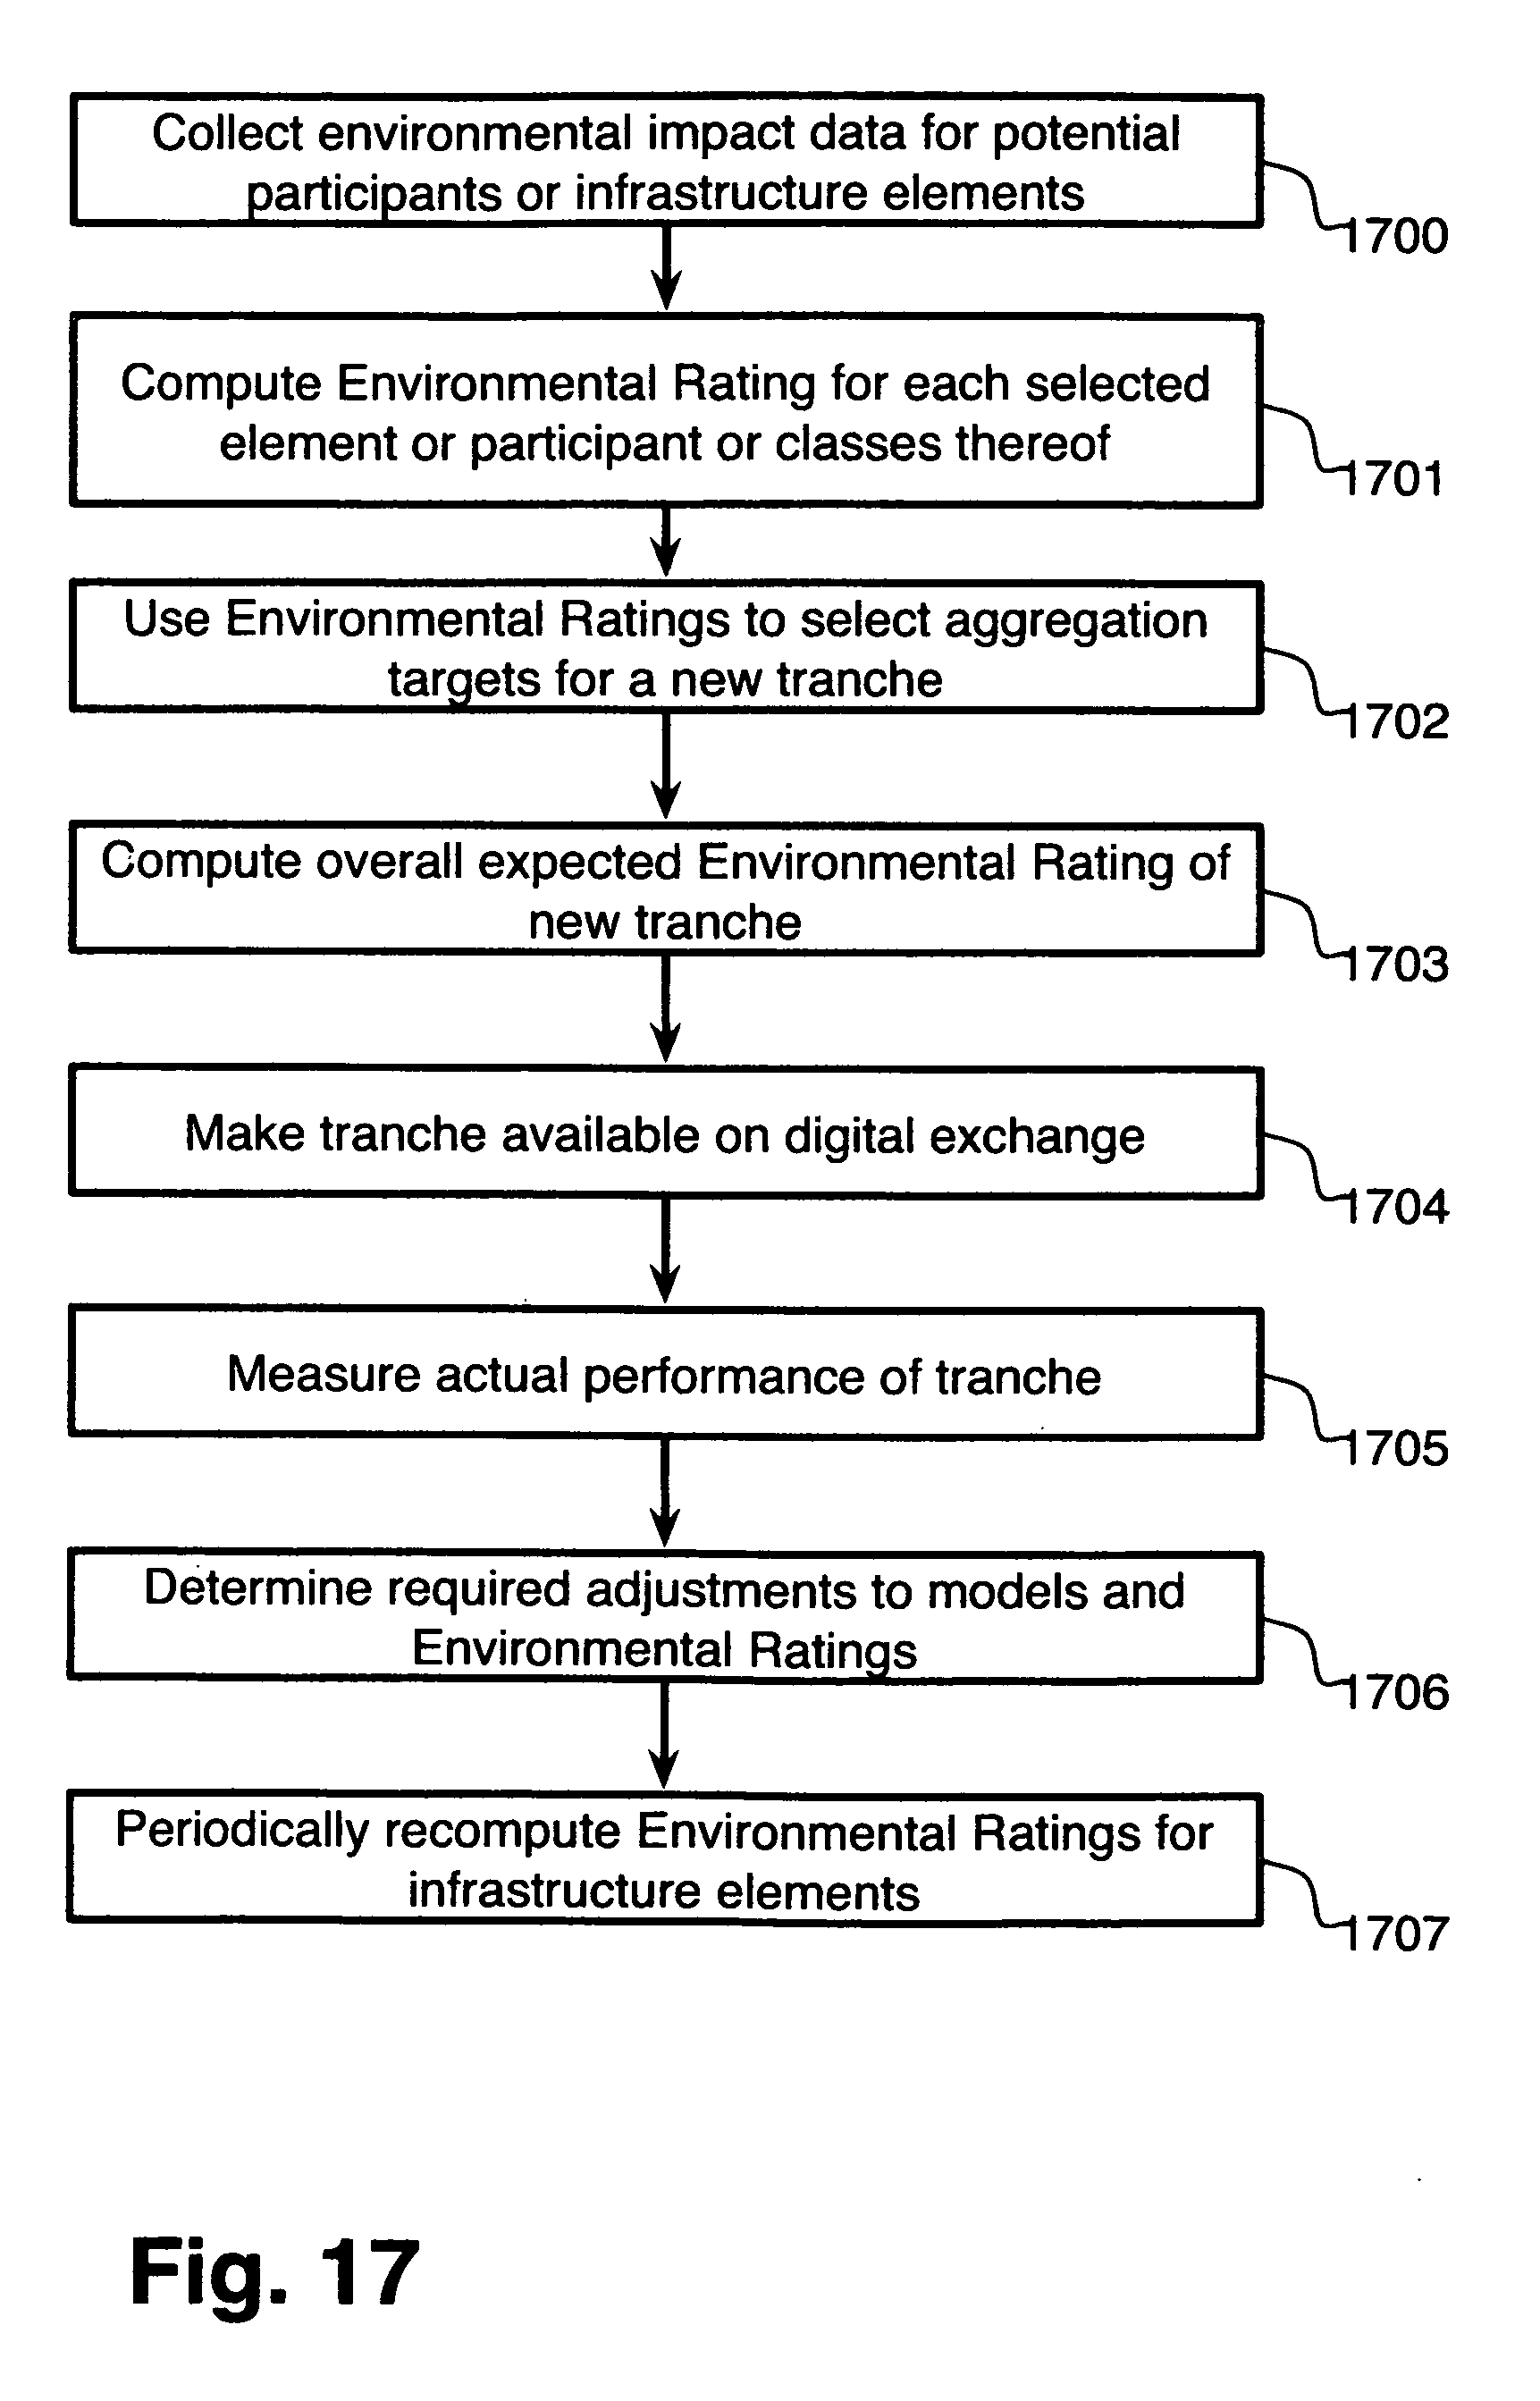 Collect environmental impact data for potential
participants or infrastructure elements
1700
Compute Environmental Rating for each selected
element or participant or classes thereof
1701
Use Environmental Ratings to select aggregation
targets for a new tranche
1702
Compute overall expected Environmental Rating of
new tranche
1703
Make tranche available on digital exchange
1704
Measure actual performance of tranche
1705
Determine required adjustments to models and
Environmental Ratings
1706
Periodically recompute Environmental Ratings for
infrastructure elements
1707
Fig. 17